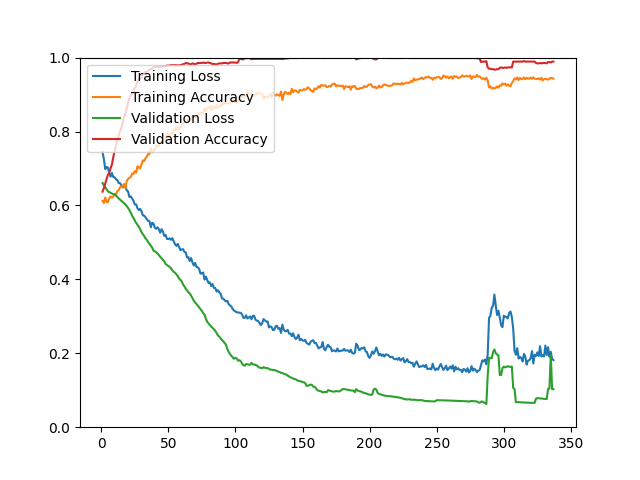 1.0
0.8
0.6
0.4
0.2
0.0
Training Loss
Training Accuracy
Validation Loss
Validation Accuracy
0 50 100 150 200 250 300 350